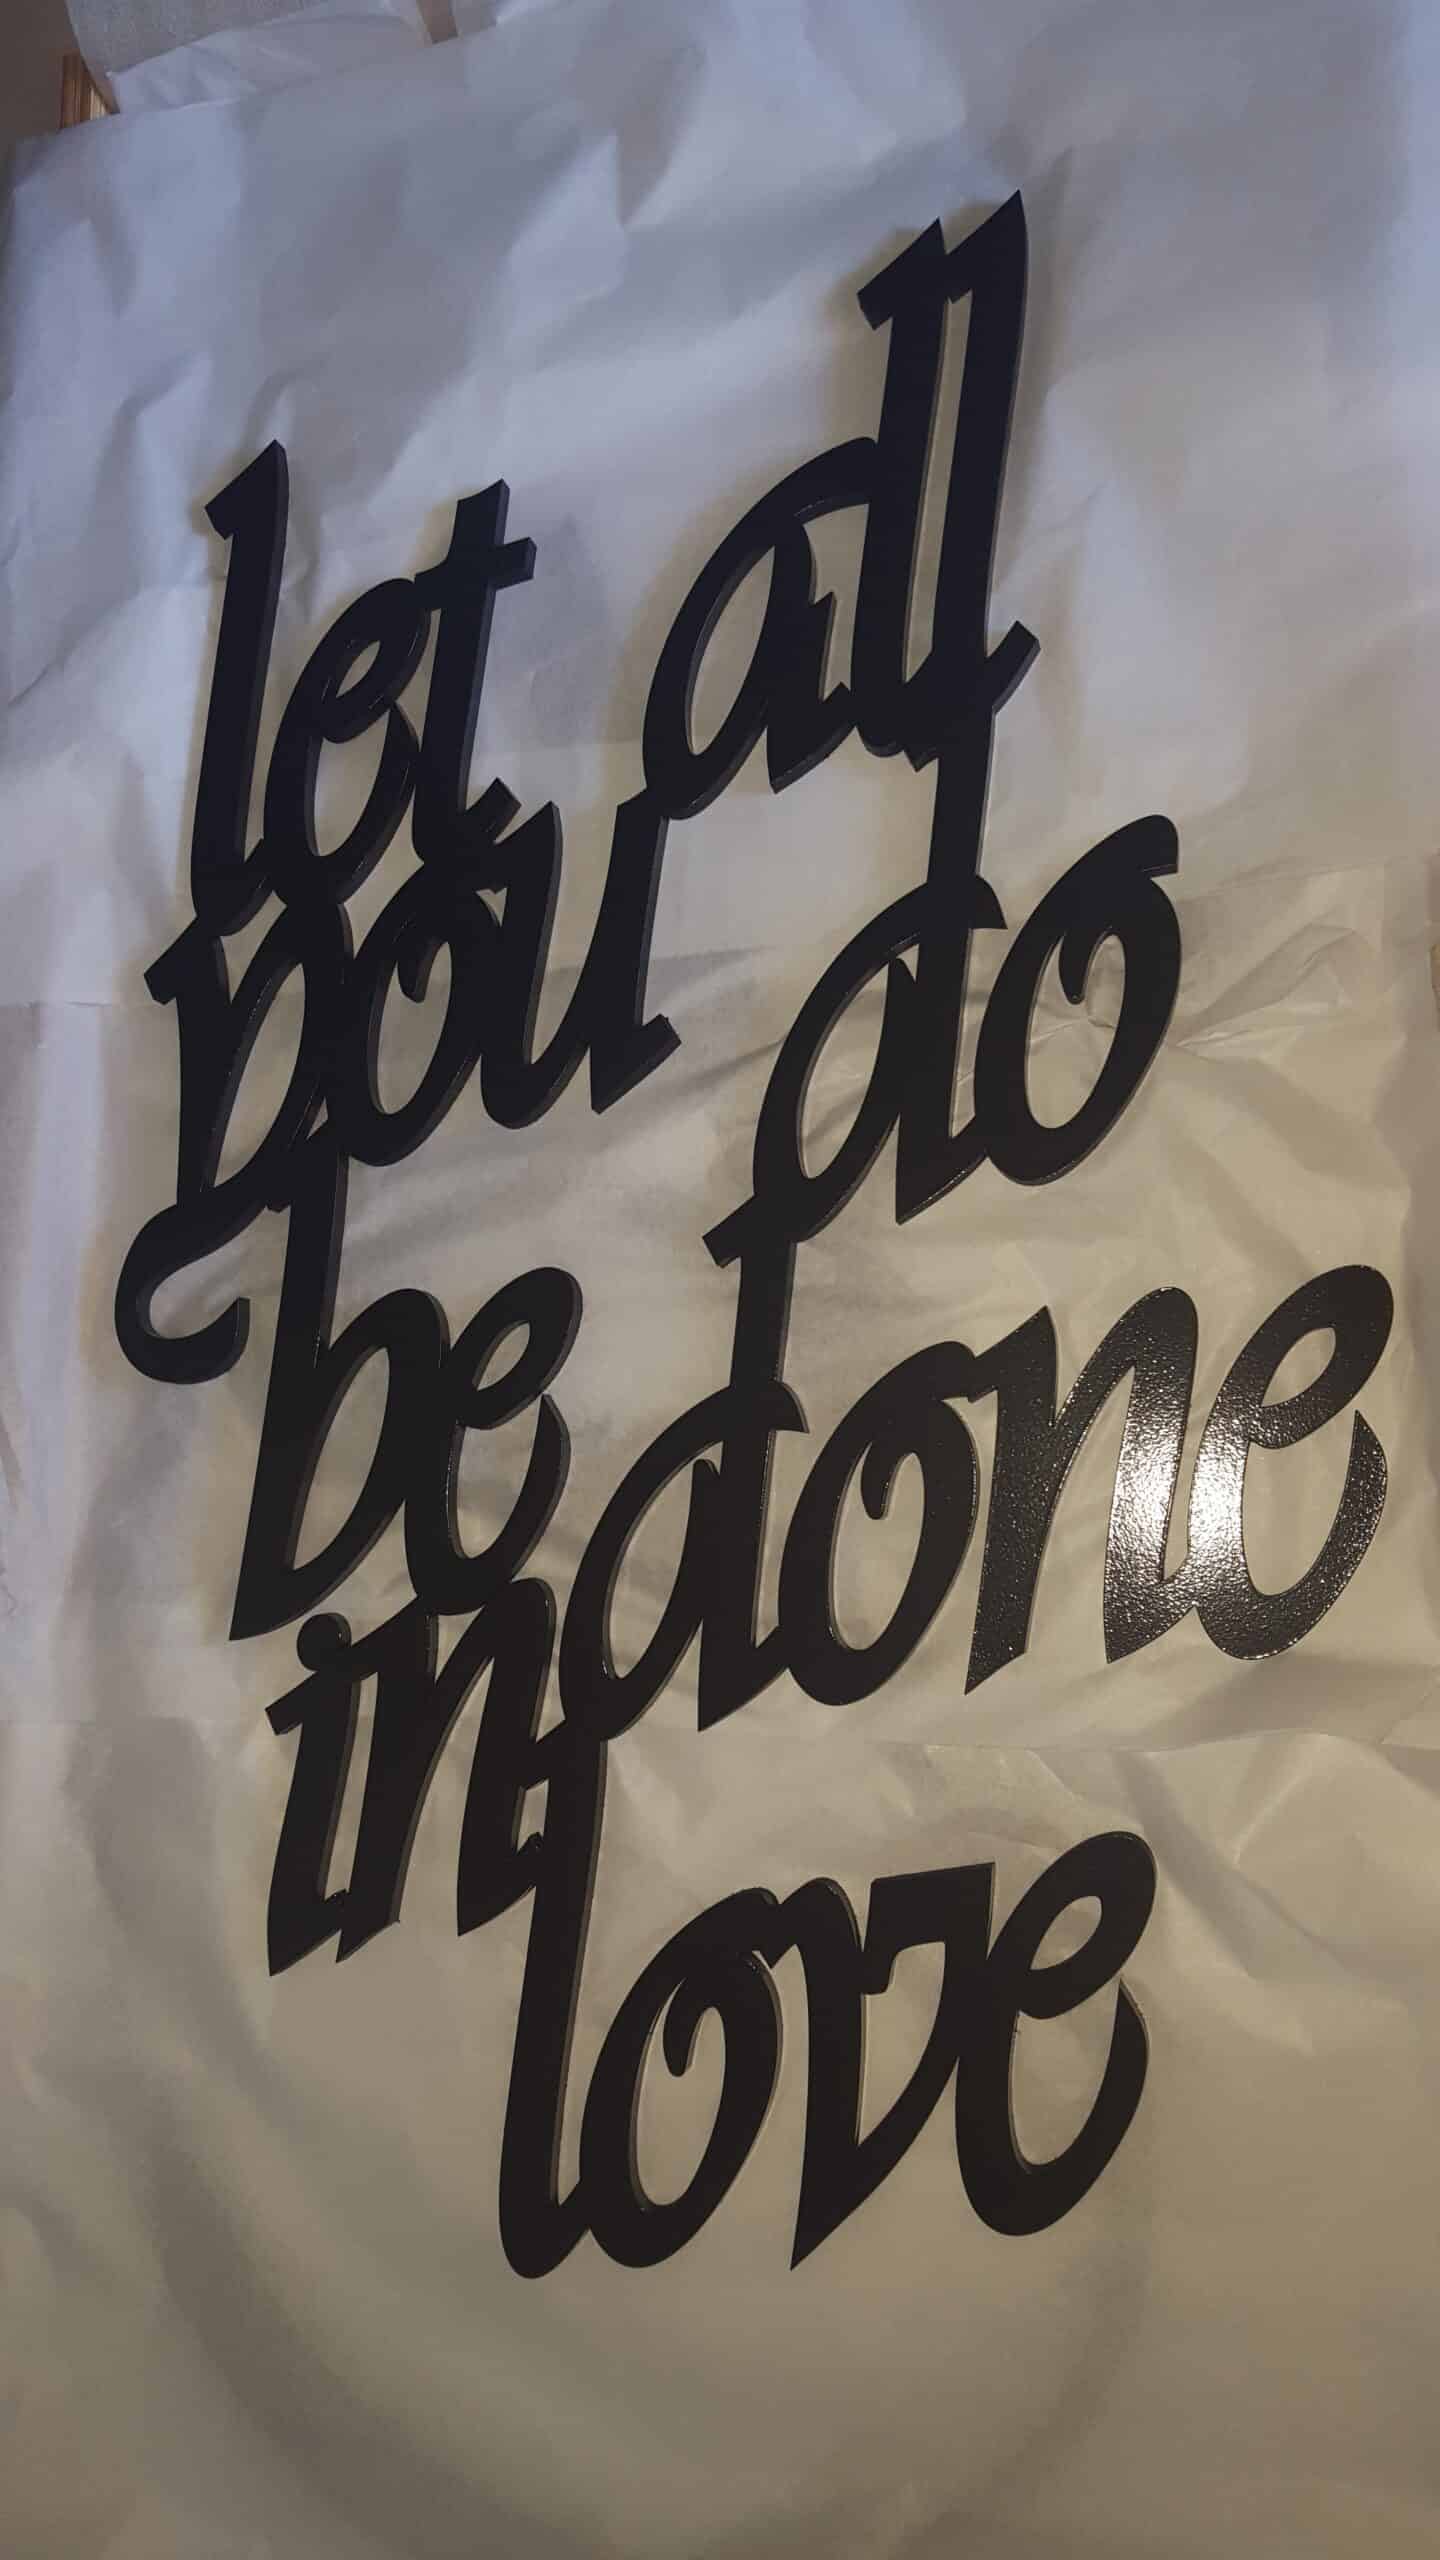 let all
you do
be done
in love